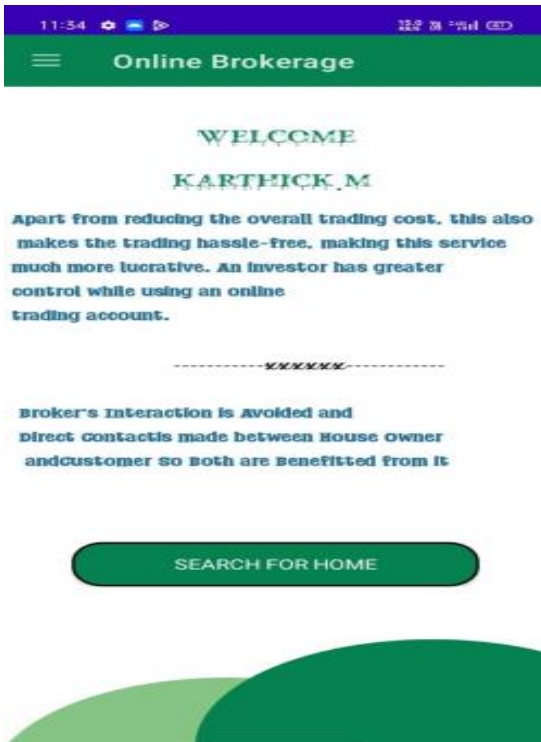 11:34
Online Brokerage
WELCOME
KARTHICK.M
Apart from reducing the overall trading cost, this also
makes the trading hassle-free, making this service
much more lucrative. An investor has greater
control while using an online
trading account.
-----------xxxxxx------------
Broker's Interaction is Avoided and
Direct Contactis made between House Owner
andCustomer So Both are Benefitted from It
SEARCH FOR HOME